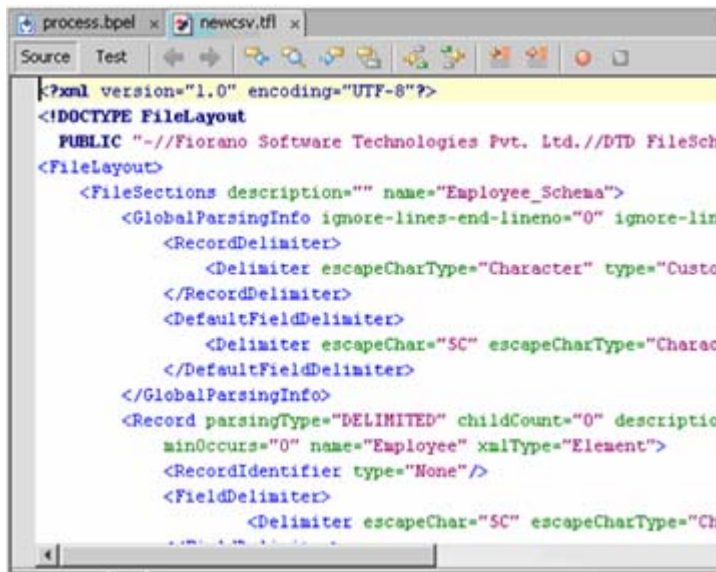 process.bpel x newcsv.tfl x
Source Test
<?xml version="1.0" encoding="UTF-8"?>
<!DOCTYPE FileLayout
PUBLIC "-//Fiorano Software Technologies Pvt. Ltd.//DTD FileSch
<FileLayout>
<FileSections description="" name="Employee_Schema">
<GlobalParsingInfo ignore-lines-end-lineno="0" ignore-lin
<RecordDelimiter>
<Delimiter escapeCharType="Character" type="Custo
</RecordDelimiter>
<DefaultFieldDelimiter>
<Delimiter escapeChar="5C" escapeCharType="Charac
</DefaultFieldDelimiter>
</GlobalParsingInfo>
<Record parsingType="DELIMITED" childCount="0" descriptio
minOccurs="0" name="Employee" xmlType="Element">
<RecordIdentifier type="None"/>
<FieldDelimiter>
<Delimiter escapeChar="5C" escapeCharType="Ch